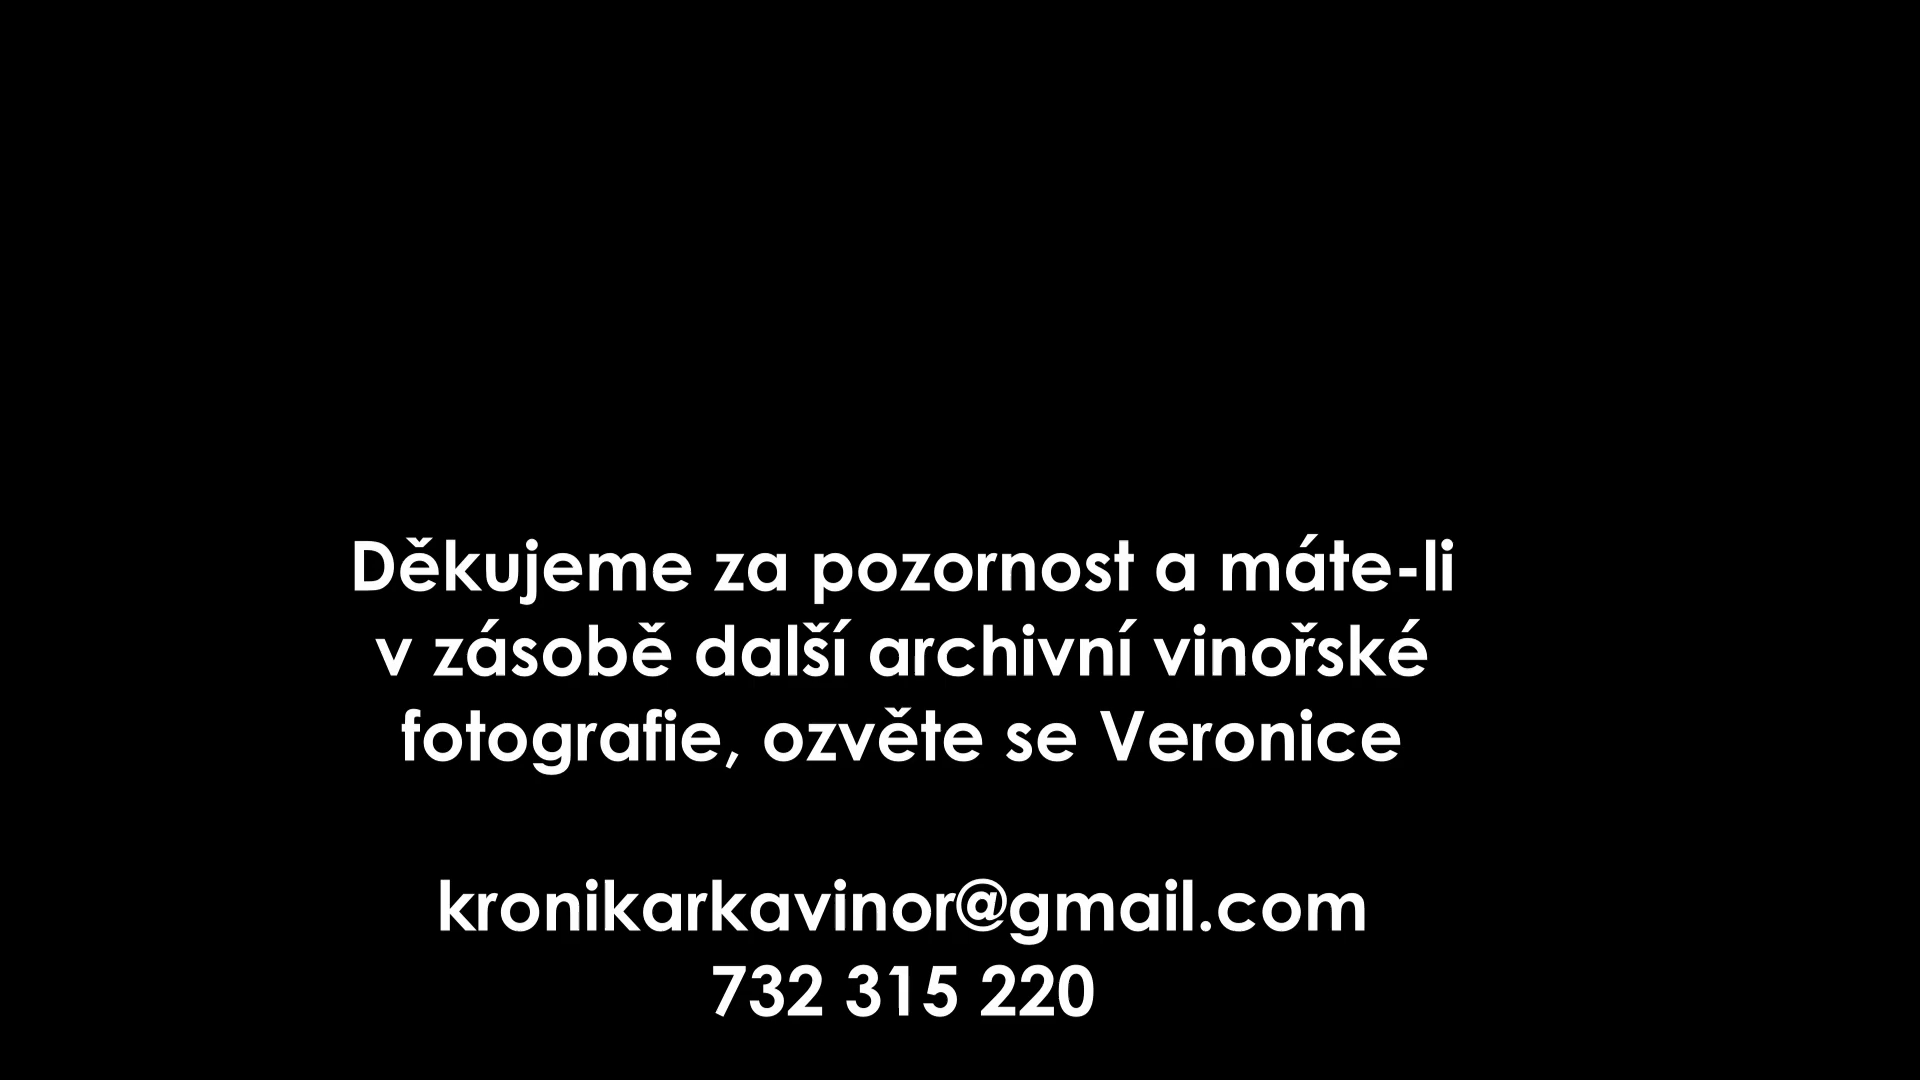 Děkujeme za pozornost a máte-li
v zásobě další archivní vinořské
fotografie, ozvěte se Veronice
kronikarkavinor@gmail.com
732 315 220